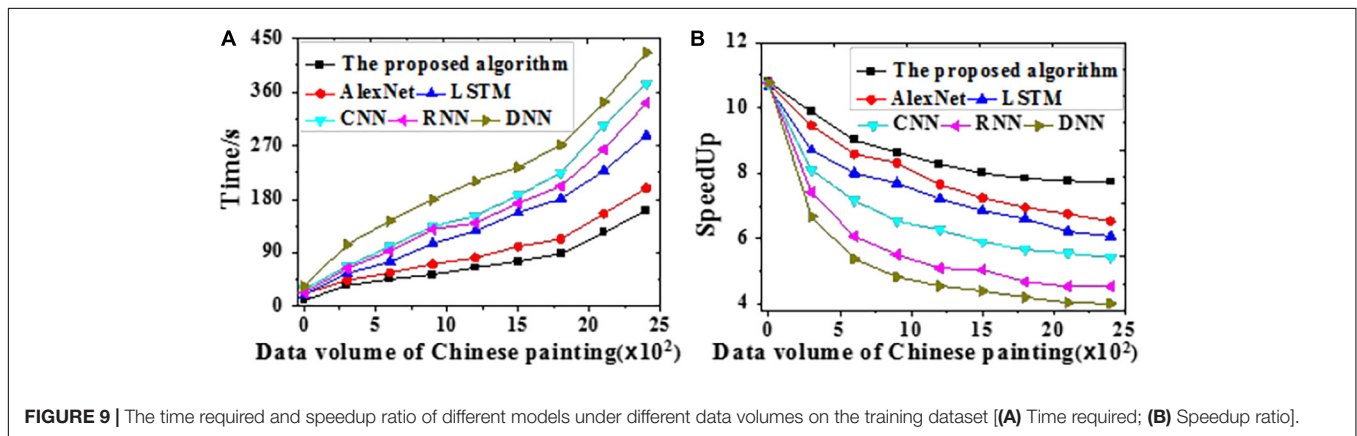 A
450
360
270
180
90
0
Time/s
The proposed algorithm
AlexNet LSTM
CNN RNN DNN
0 5 10 15 20 25
Data volume of Chinese painting(x10²)
B
12
10
8
6
4
SpeedUp
The proposed algorithm
AlexNet LSTM
CNN RNN DNN
0 5 10 15 20 25
Data volume of Chinese painting(x10²)
FIGURE 9 | The time required and speedup ratio of different models under different data volumes on the training dataset [(A) Time required; (B) Speedup ratio].